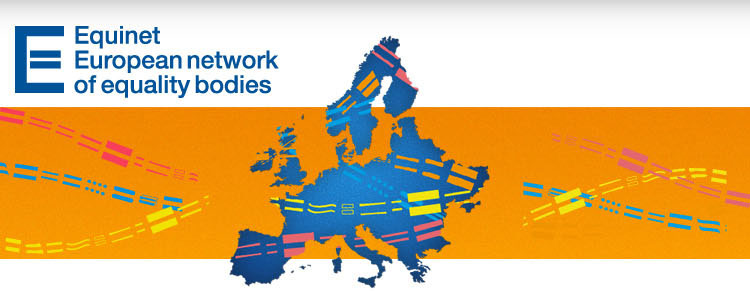 Equinet
European network
of equality bodies